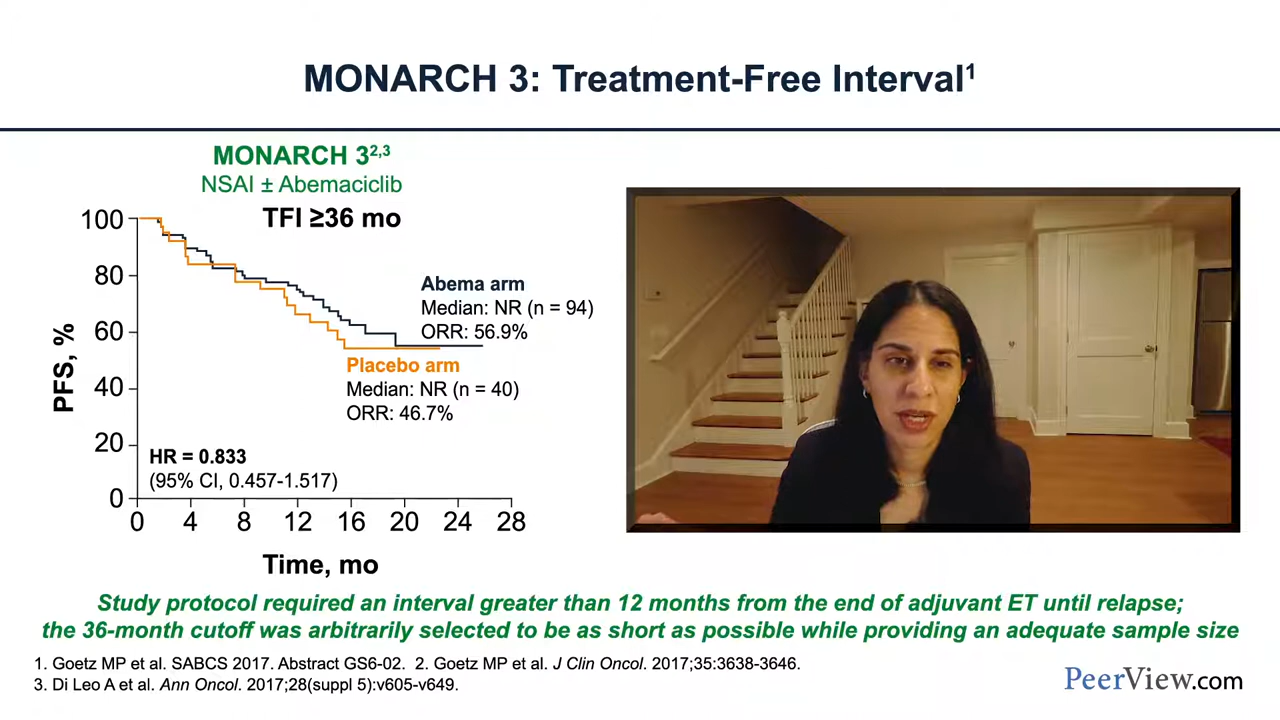 MONARCH 3: Treatment-Free Interval1
MONARCH 32,3
NSAI ± Abemaciclib
TFI ≥36 mo
PFS, %
100
80
60
40
20
0
Abema arm
Median: NR (n = 94)
ORR: 56.9%
Placebo arm
Median: NR (n = 40)
ORR: 46.7%
HR = 0.833
(95% CI, 0.457-1.517)
0 4 8 12 16 20 24 28
Time, mo
Study protocol required an interval greater than 12 months from the end of adjuvant ET until relapse;
the 36-month cutoff was arbitrarily selected to be as short as possible while providing an adequate sample size
1. Goetz MP et al. SABCS 2017. Abstract GS6-02. 2. Goetz MP et al. J Clin Oncol. 2017;35:3638-3646.
3. Di Leo A et al. Ann Oncol. 2017;28(suppl 5):v605-v649.
PeerView.com